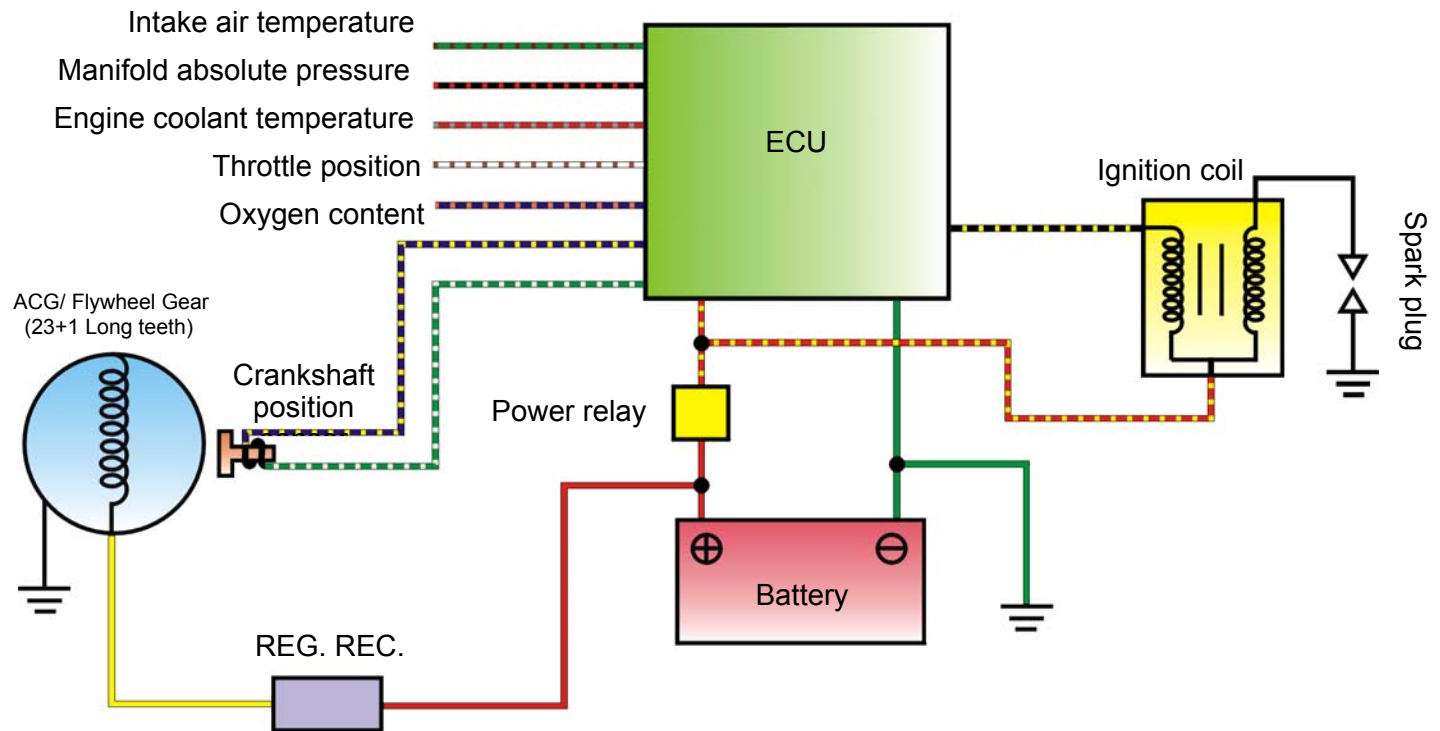 Intake air temperature
Manifold absolute pressure
Engine coolant temperature
Throttle position
Oxygen content
ECU
Ignition coil
Spark plug
ACG/ Flywheel Gear
(23+1 Long teeth)
Crankshaft
position
Power relay
Battery
REG. REC.